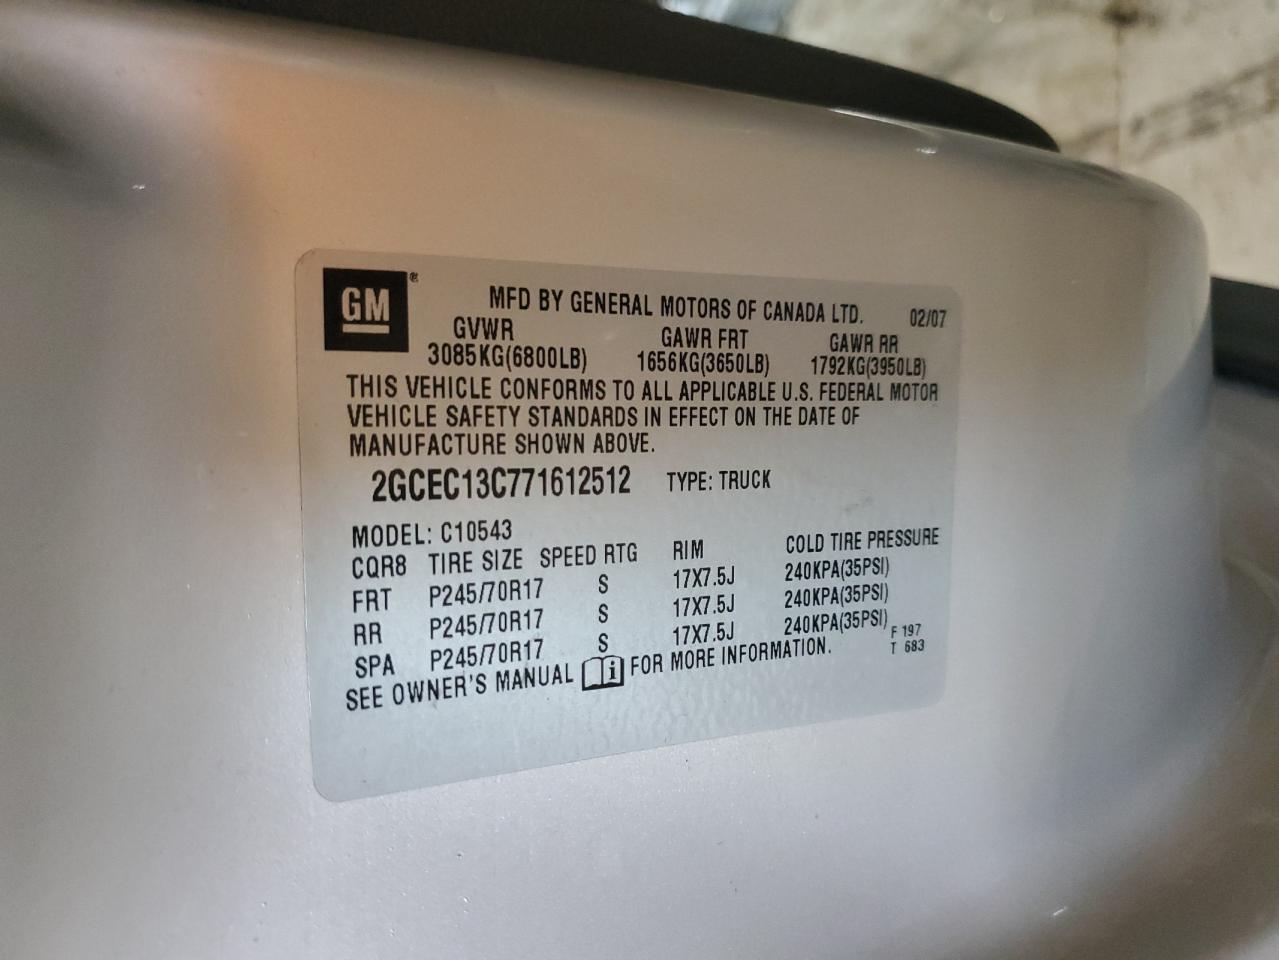 GM®
MFD BY GENERAL MOTORS OF CANADA LTD. 02/07
GVWR GAWR FRT GAWR RR
3085KG(6800LB) 1656KG(3650LB) 1792KG(3950LB)
THIS VEHICLE CONFORMS TO ALL APPLICABLE U.S. FEDERAL MOTOR
VEHICLE SAFETY STANDARDS IN EFFECT ON THE DATE OF
MANUFACTURE SHOWN ABOVE.
2GCEC13C771612512 TYPE: TRUCK
MODEL: C10543
CQR8 TIRE SIZE SPEED RTG RIM COLD TIRE PRESSURE
FRT P245/70R17 S 17X7.5J 240KPA(35PSI)
RR P245/70R17 S 17X7.5J 240KPA(35PSI)
SPA P245/70R17 S 17X7.5J 240KPA(35PSI)
SEE OWNER'S MANUAL i FOR MORE INFORMATION.
F 197
T 683